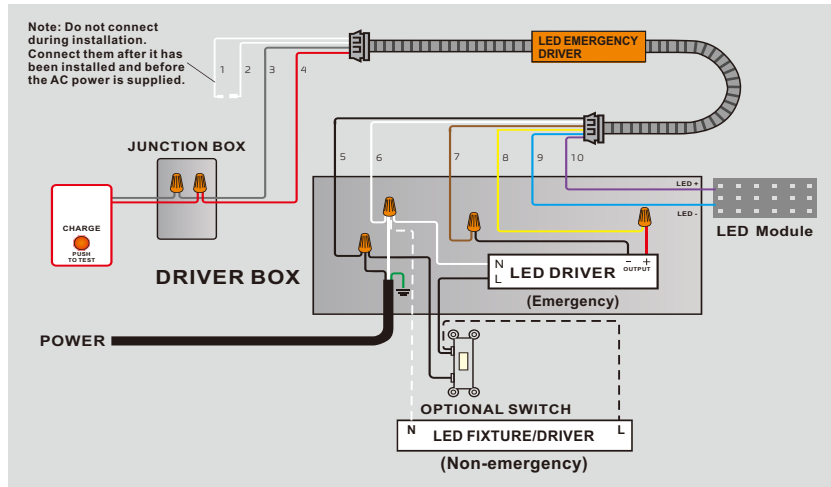 Note: Do not connect
during installation.
Connect them after it has
been installed and before
the AC power is supplied.
1
2
3
4
LED EMERGENCY
DRIVER
JUNCTION BOX
5
6
7
8
9
10
CHARGE
PUSH
TO TEST
LED +
LED -
LED Module
DRIVER BOX
N
L
LED DRIVER
- +
OUTPUT
(Emergency)
POWER
OPTIONAL SWITCH
N
LED FIXTURE/DRIVER
L
(Non-emergency)